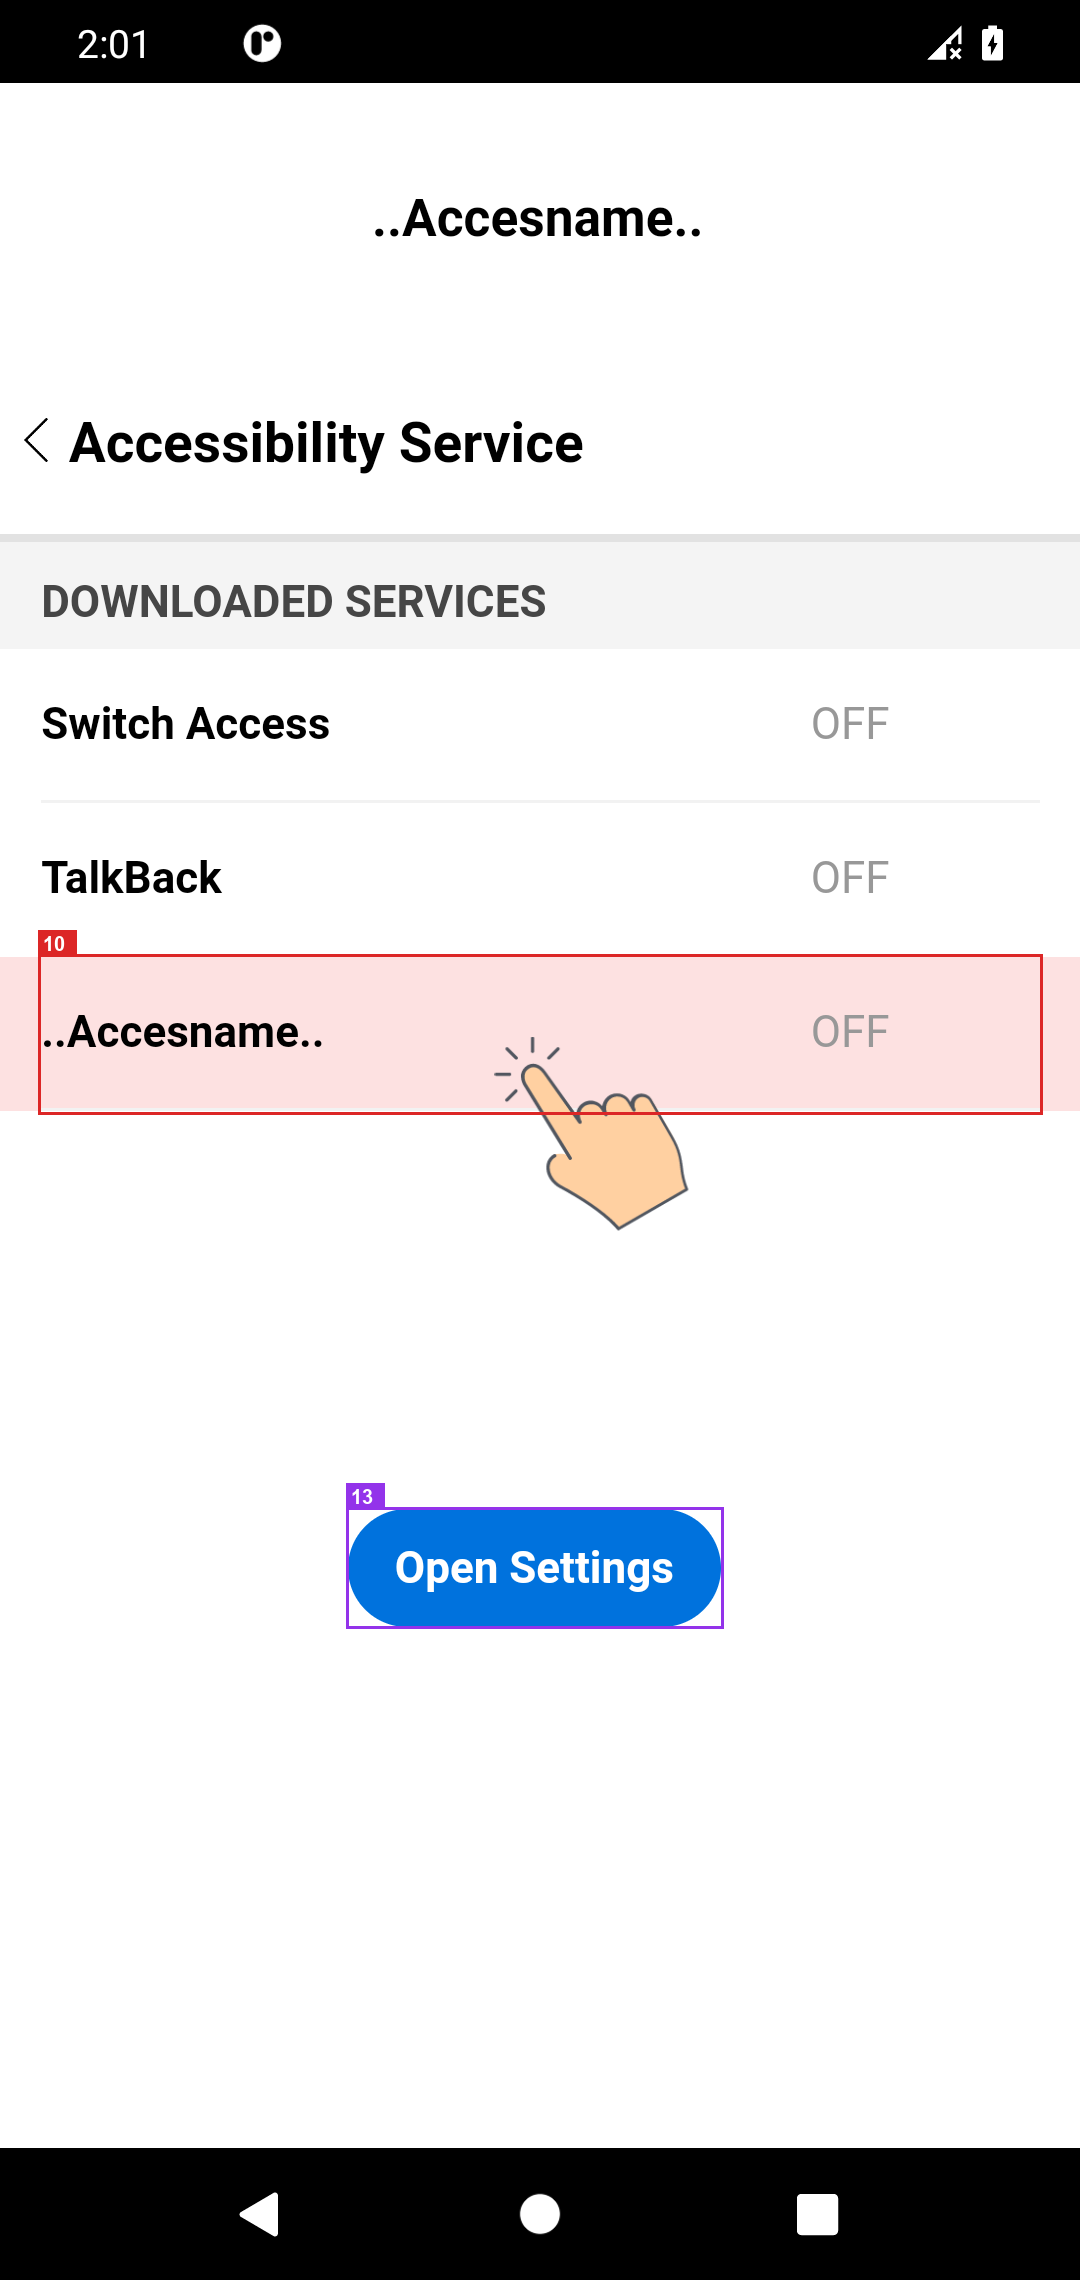 2:01
..Accesname..
Accessibility Service
DOWNLOADED SERVICES
Switch Access OFF
TalkBack OFF
10
..Accesname.. OFF
13
Open Settings